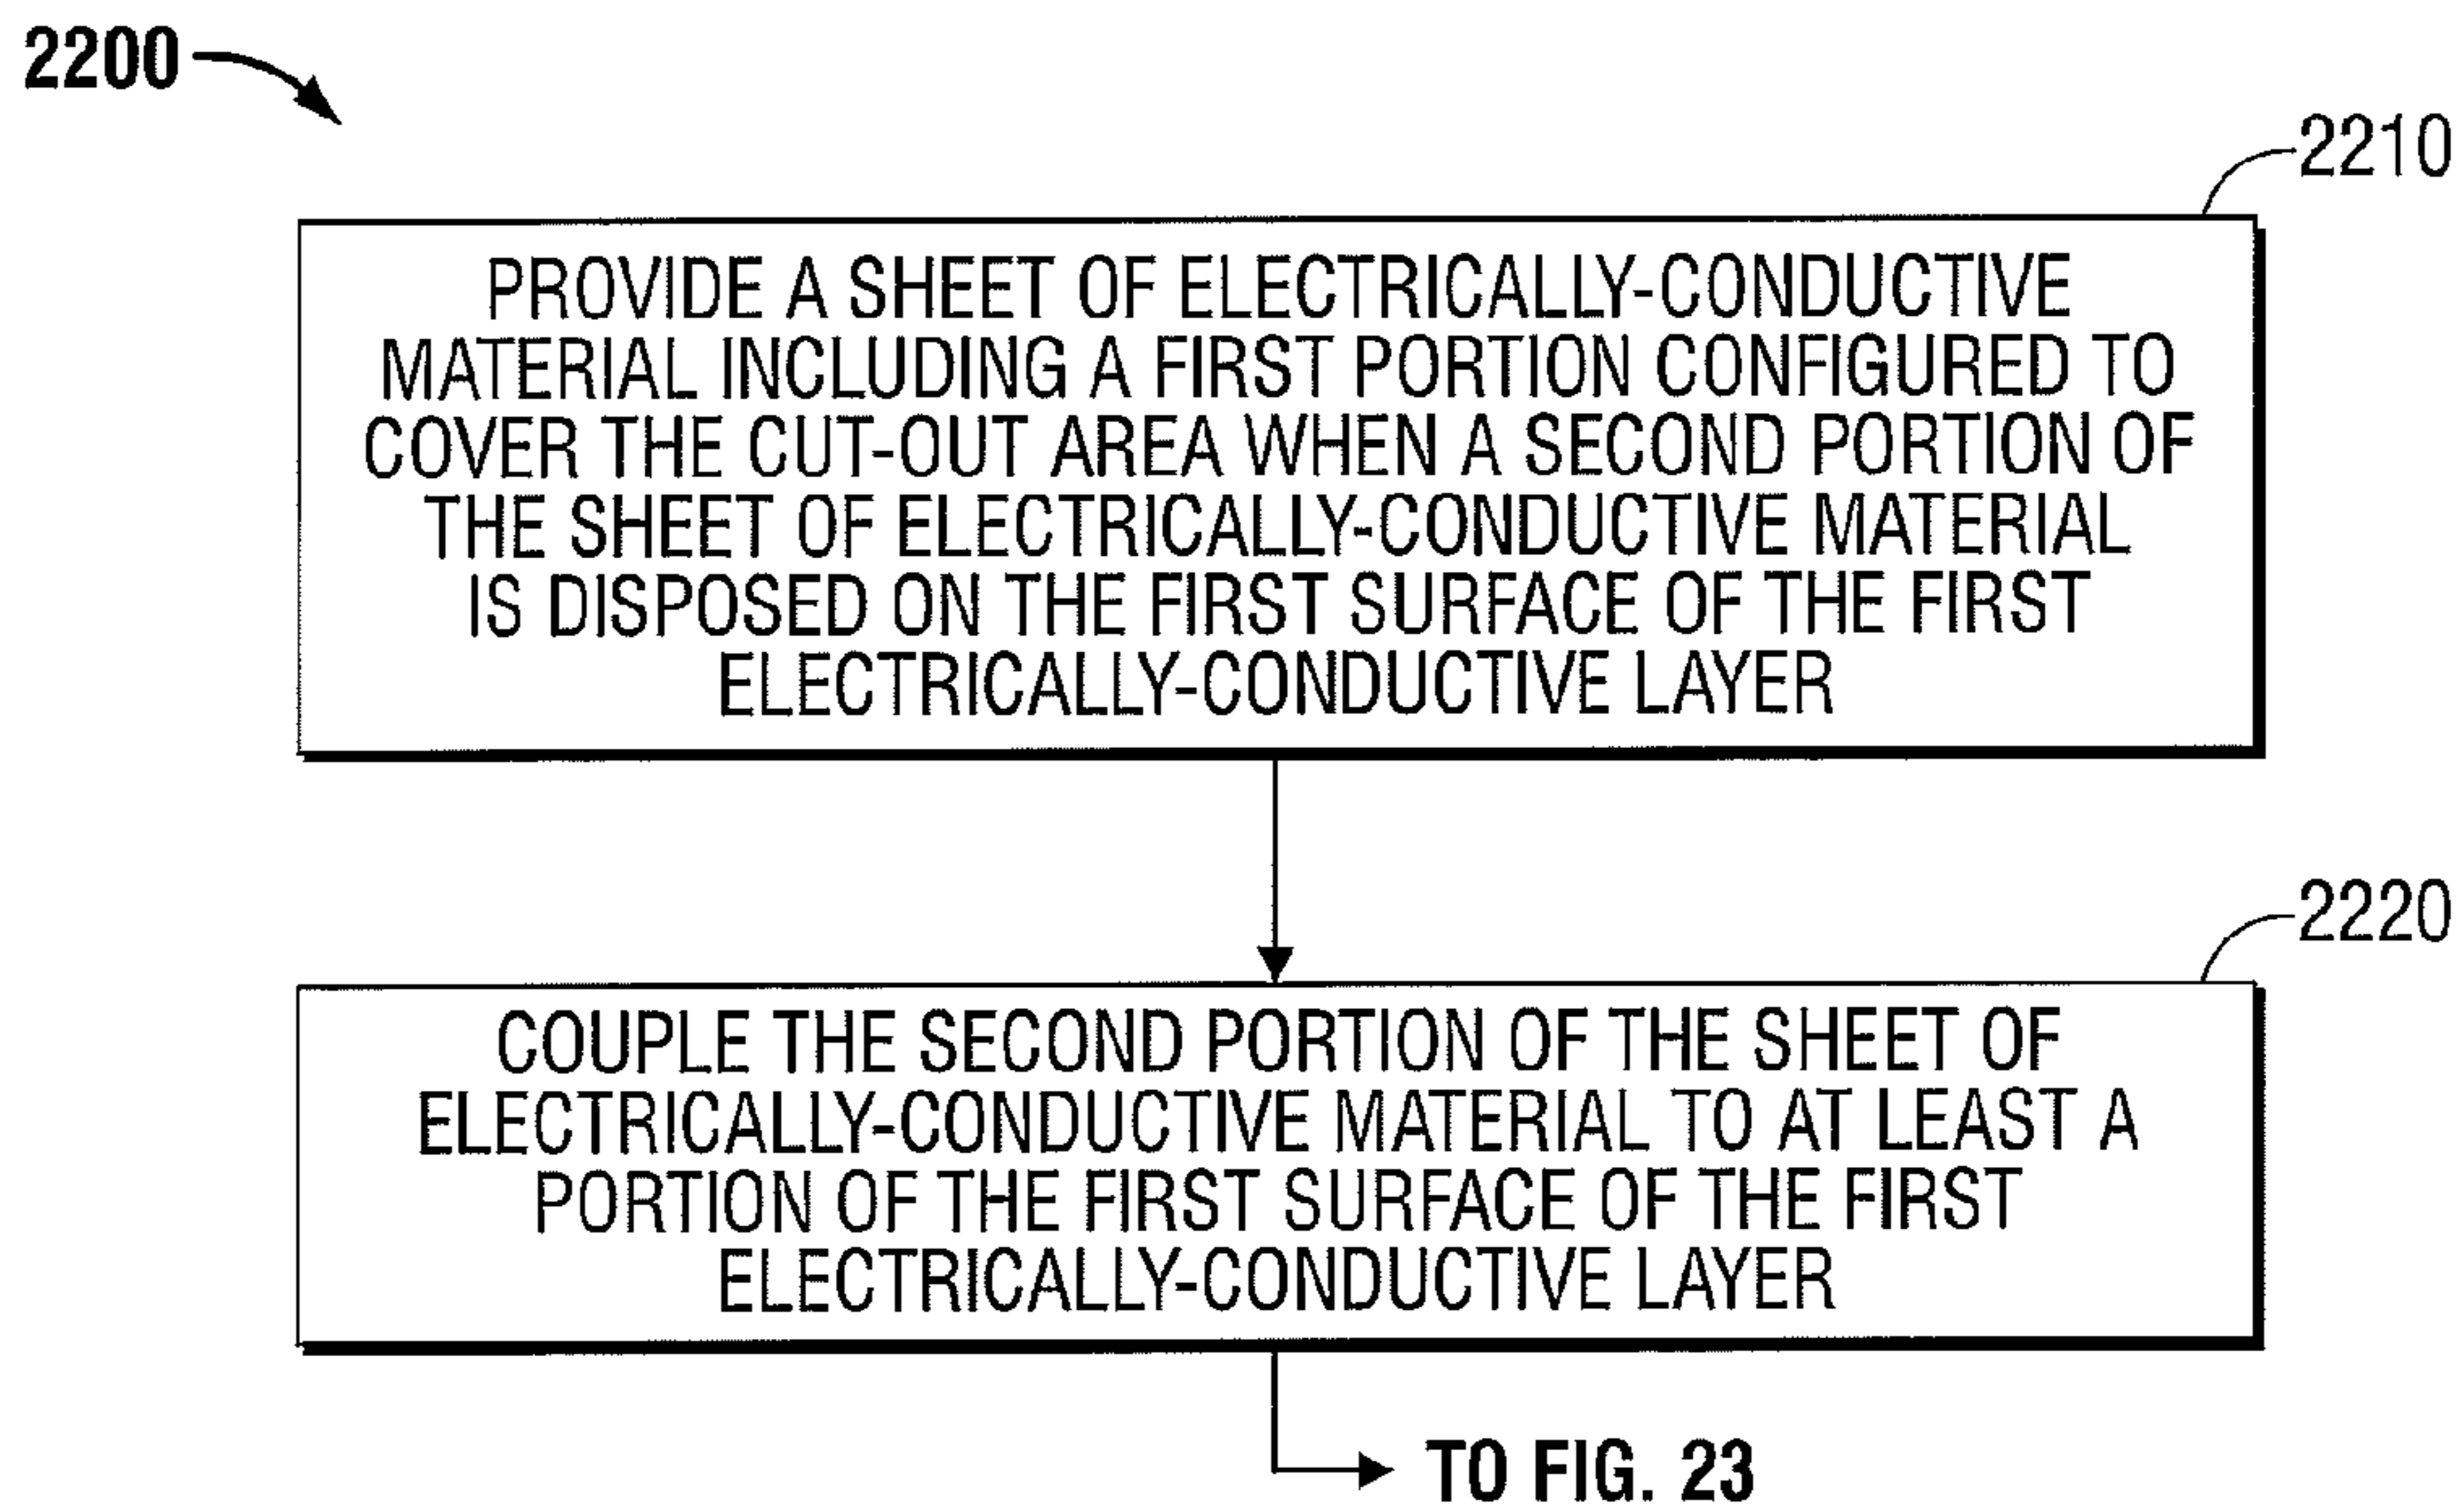 2200
2210
PROVIDE A SHEET OF ELECTRICALLY-CONDUCTIVE
MATERIAL INCLUDING A FIRST PORTION CONFIGURED TO
COVER THE CUT-OUT AREA WHEN A SECOND PORTION OF
THE SHEET OF ELECTRICALLY-CONDUCTIVE MATERIAL
IS DISPOSED ON THE FIRST SURFACE OF THE FIRST
ELECTRICALLY-CONDUCTIVE LAYER
2220
COUPLE THE SECOND PORTION OF THE SHEET OF
ELECTRICALLY-CONDUCTIVE MATERIAL TO AT LEAST A
PORTION OF THE FIRST SURFACE OF THE FIRST
ELECTRICALLY-CONDUCTIVE LAYER
TO FIG. 23